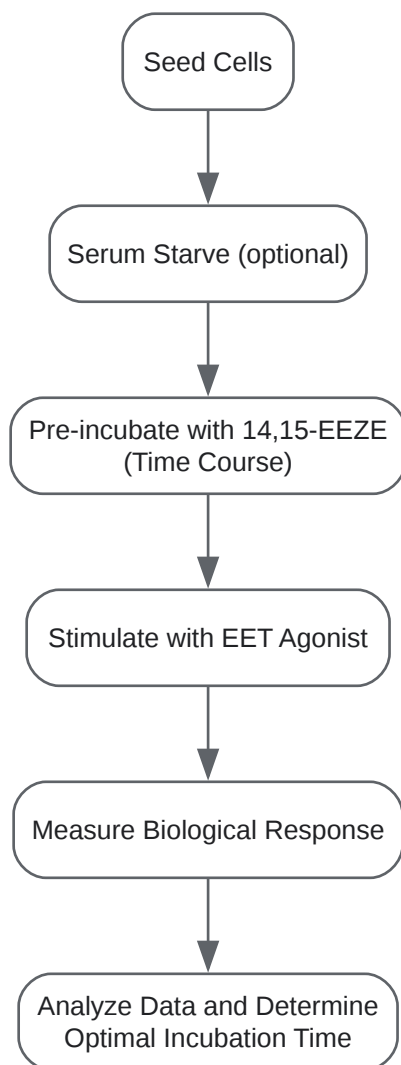 Seed Cells
Serum Starve (optional)
Pre-incubate with 14,15-EEZE
(Time Course)
Stimulate with EET Agonist
Measure Biological Response
Analyze Data and Determine
Optimal Incubation Time